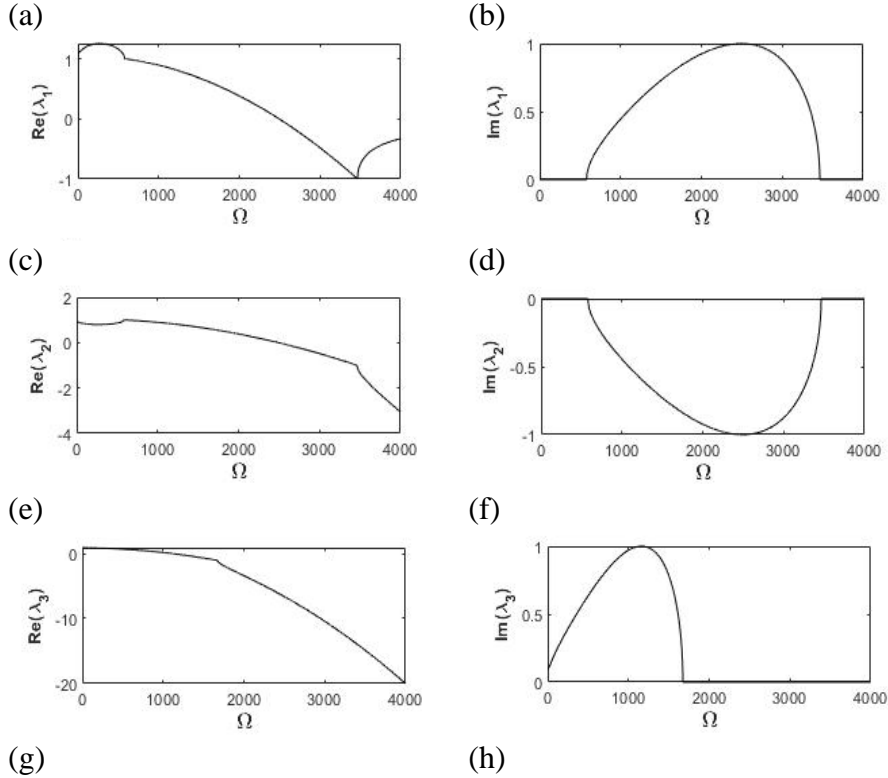 (a) (b)
1 0 -1 Re(λ1) 0 1000 2000 3000 4000 Ω
1 0.5 0 Im(λ1) 0 1000 2000 3000 4000 Ω
(c) (d)
2 0 -2 -4 Re(λ2) 0 1000 2000 3000 4000 Ω
0 -0.5 -1 Im(λ2) 0 1000 2000 3000 4000 Ω
(e) (f)
0 -10 -20 Re(λ3) 0 1000 2000 3000 4000 Ω
1 0.5 0 Im(λ3) 0 1000 2000 3000 4000 Ω
(g) (h)